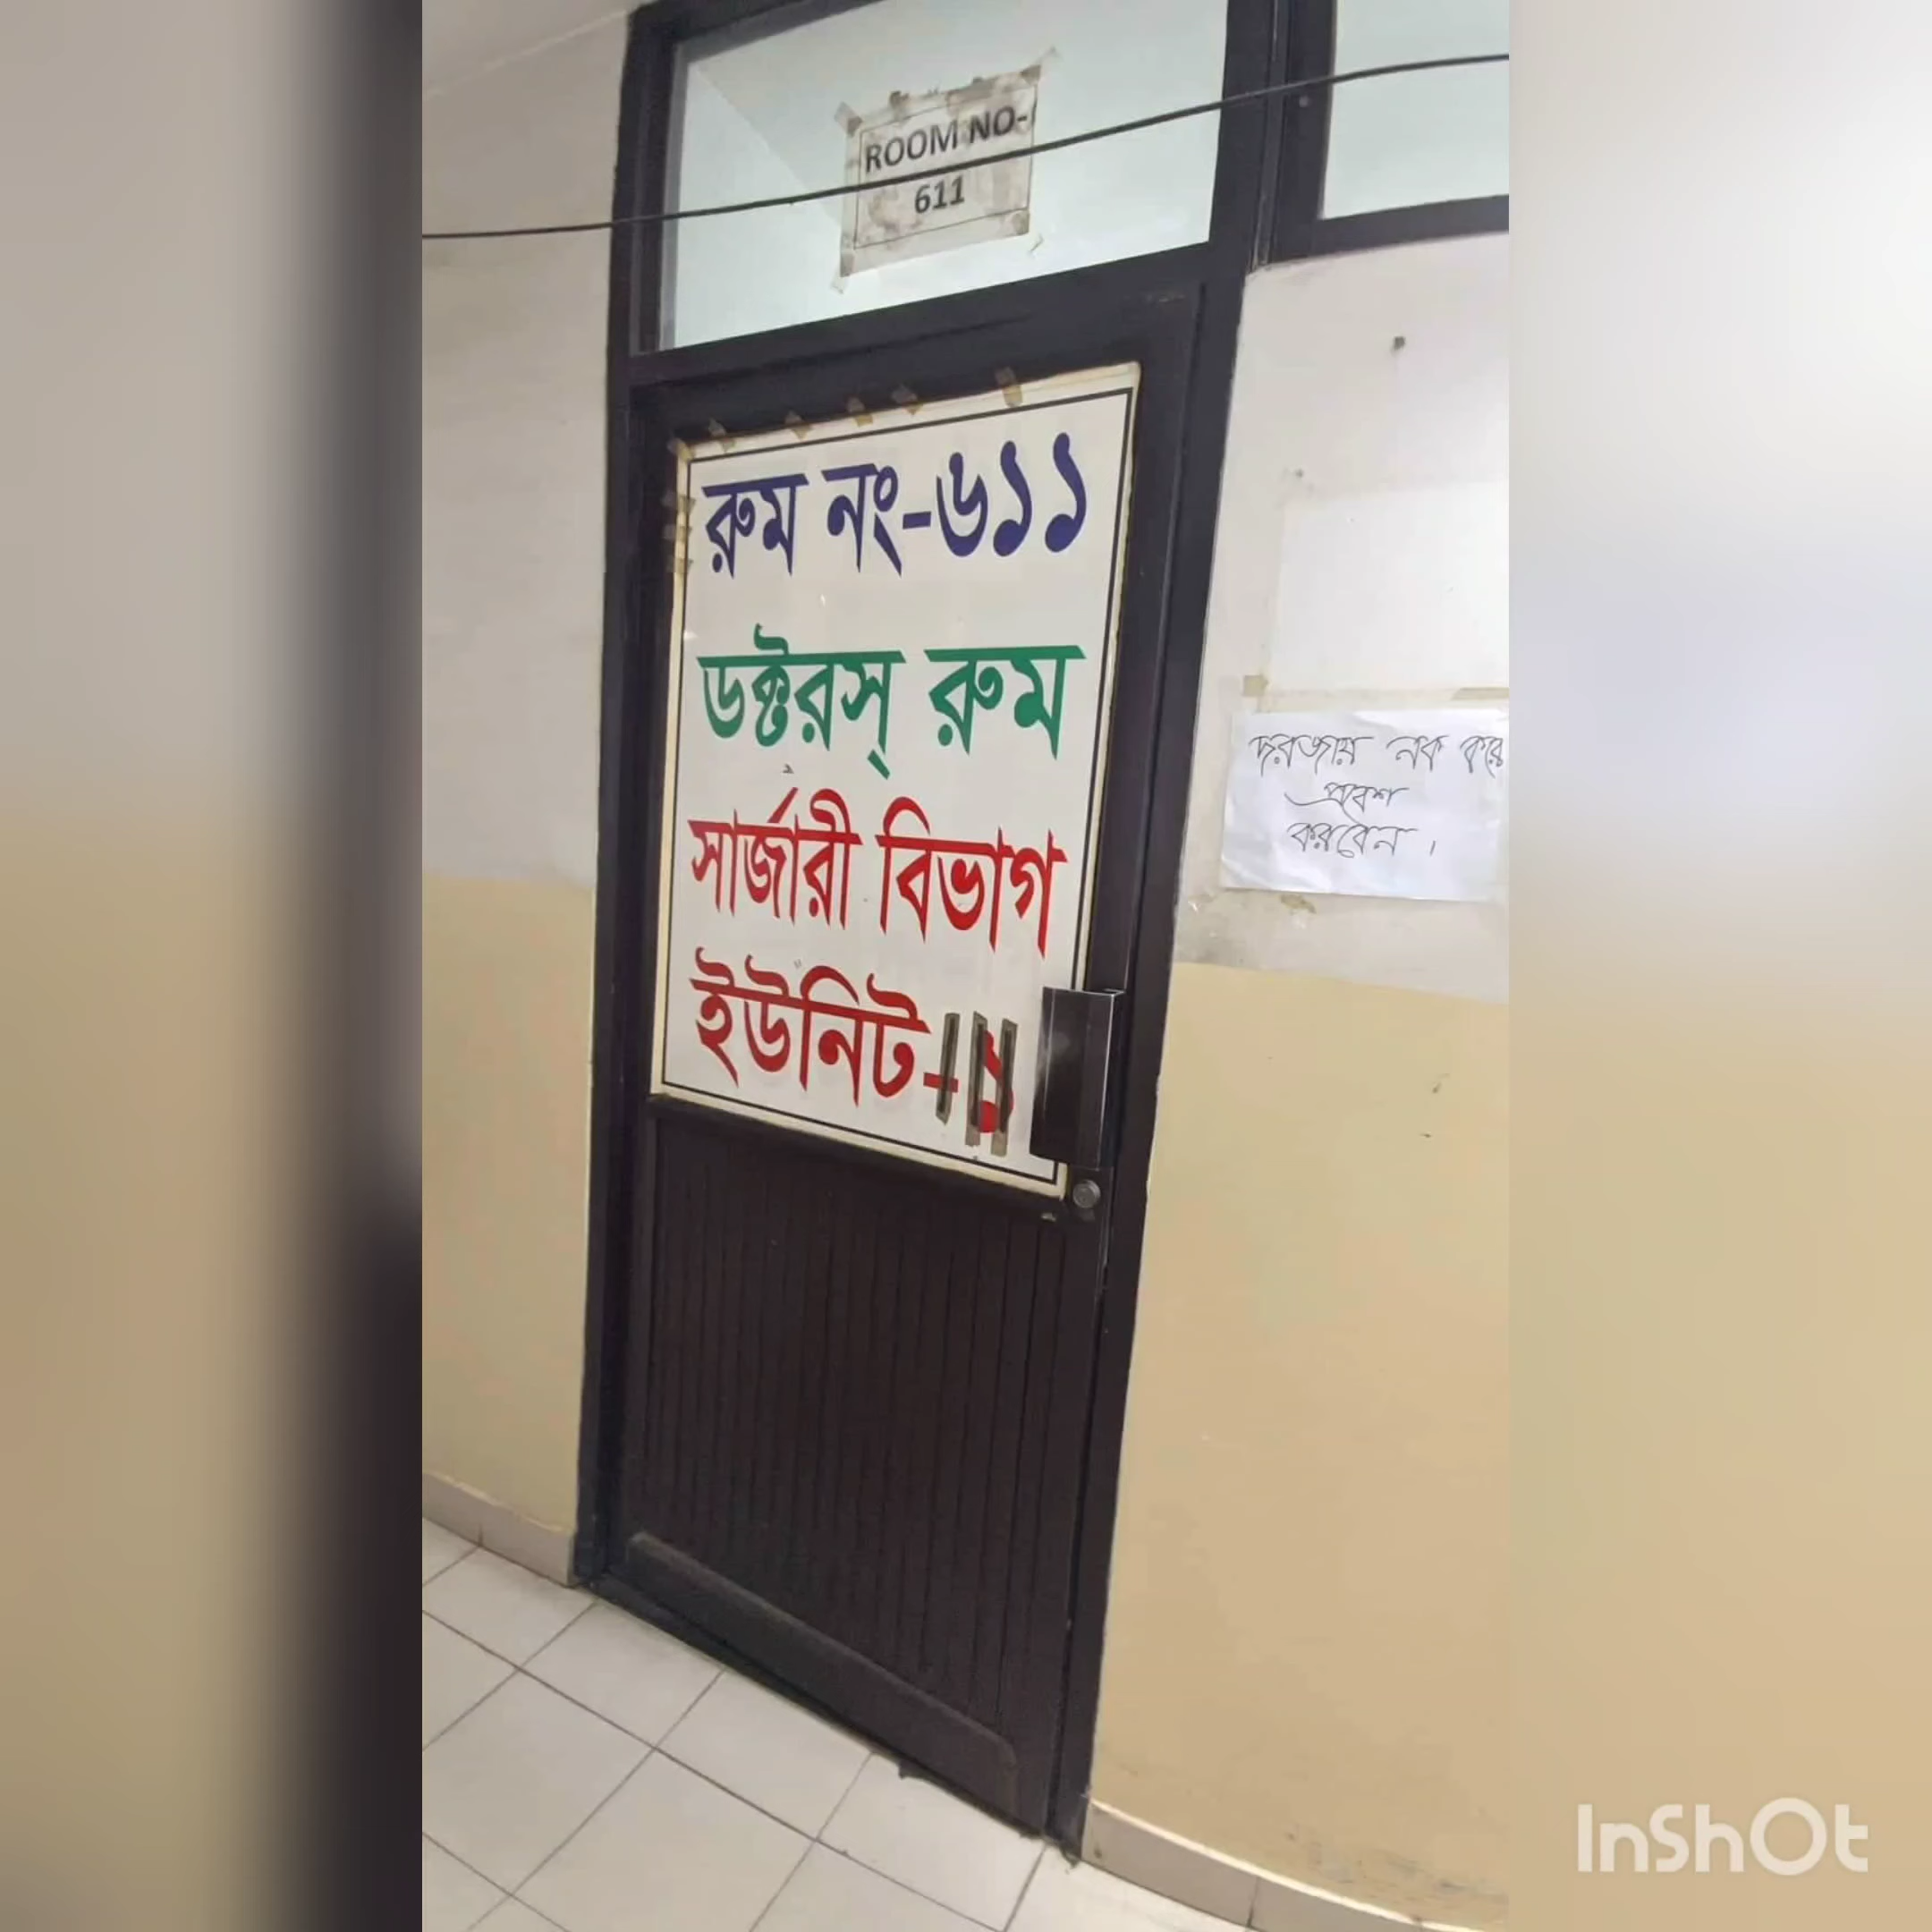 ROOM NO-
611
রুম নং-৬১১
ডক্টরস্ রুম
সার্জারী বিভাগ
ইউনিট-
দরজায় নক করে
প্রবেশ
করবেন।
InShOt